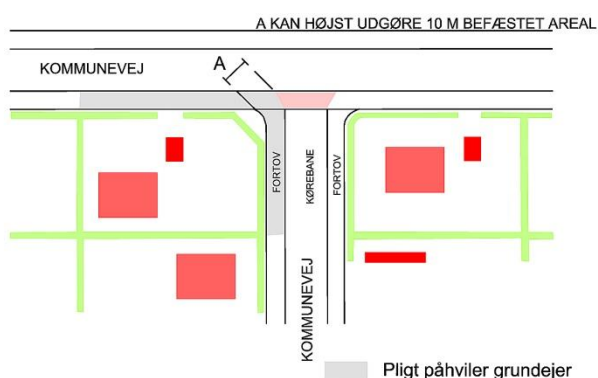 A KAN HØJST UDGØRE 10 M BEFÆSTET AREAL
KOMMUNEVEJ
A
FORTOV
KØREBANE
FORTOV
KOMMUNEVEJ
Pligt påhviler grundejer